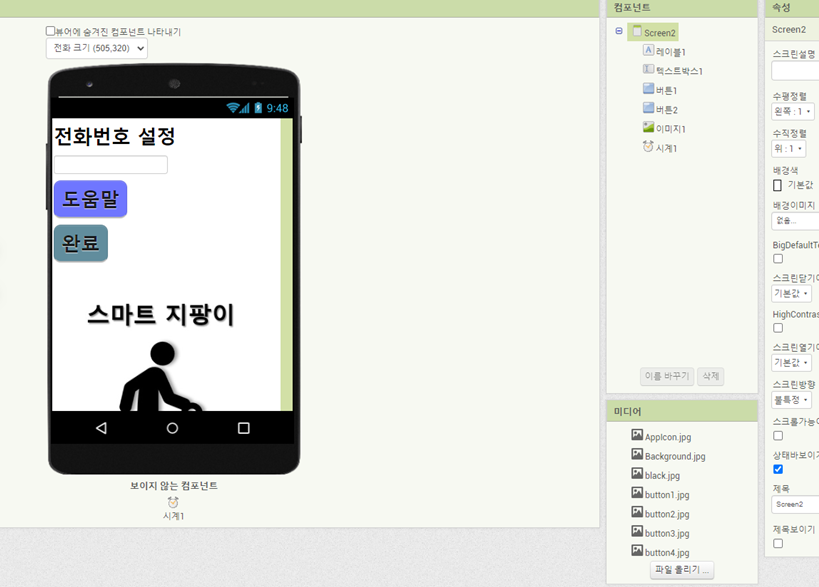 컴포넌트
속성
뷰어에 숨겨진 컴포넌트 나타내기
전화 크기 (505,320)
9:48
전화번호 설정
도움말
완료
스마트 지팡이
보이지 않는 컴포넌트
시계1
Screen2
레이블1
텍스트박스1
버튼1
버튼2
이미지1
시계1
이름 바꾸기
삭제
미디어
AppIcon.jpg
Background.jpg
black.jpg
button1.jpg
button2.jpg
button3.jpg
button4.jpg
파일 올리기 ...
Screen2
스크린설명
수평정렬
왼쪽 : 1
수직정렬
위 : 1
배경색
기본값
배경이미지
없음...
BigDefaultTe
스크린닫기
기본값
HighContras
스크린열기
기본값
스크린방향
불특정
스크롤가능
상태바보이기
제목
Screen2
제목보이기